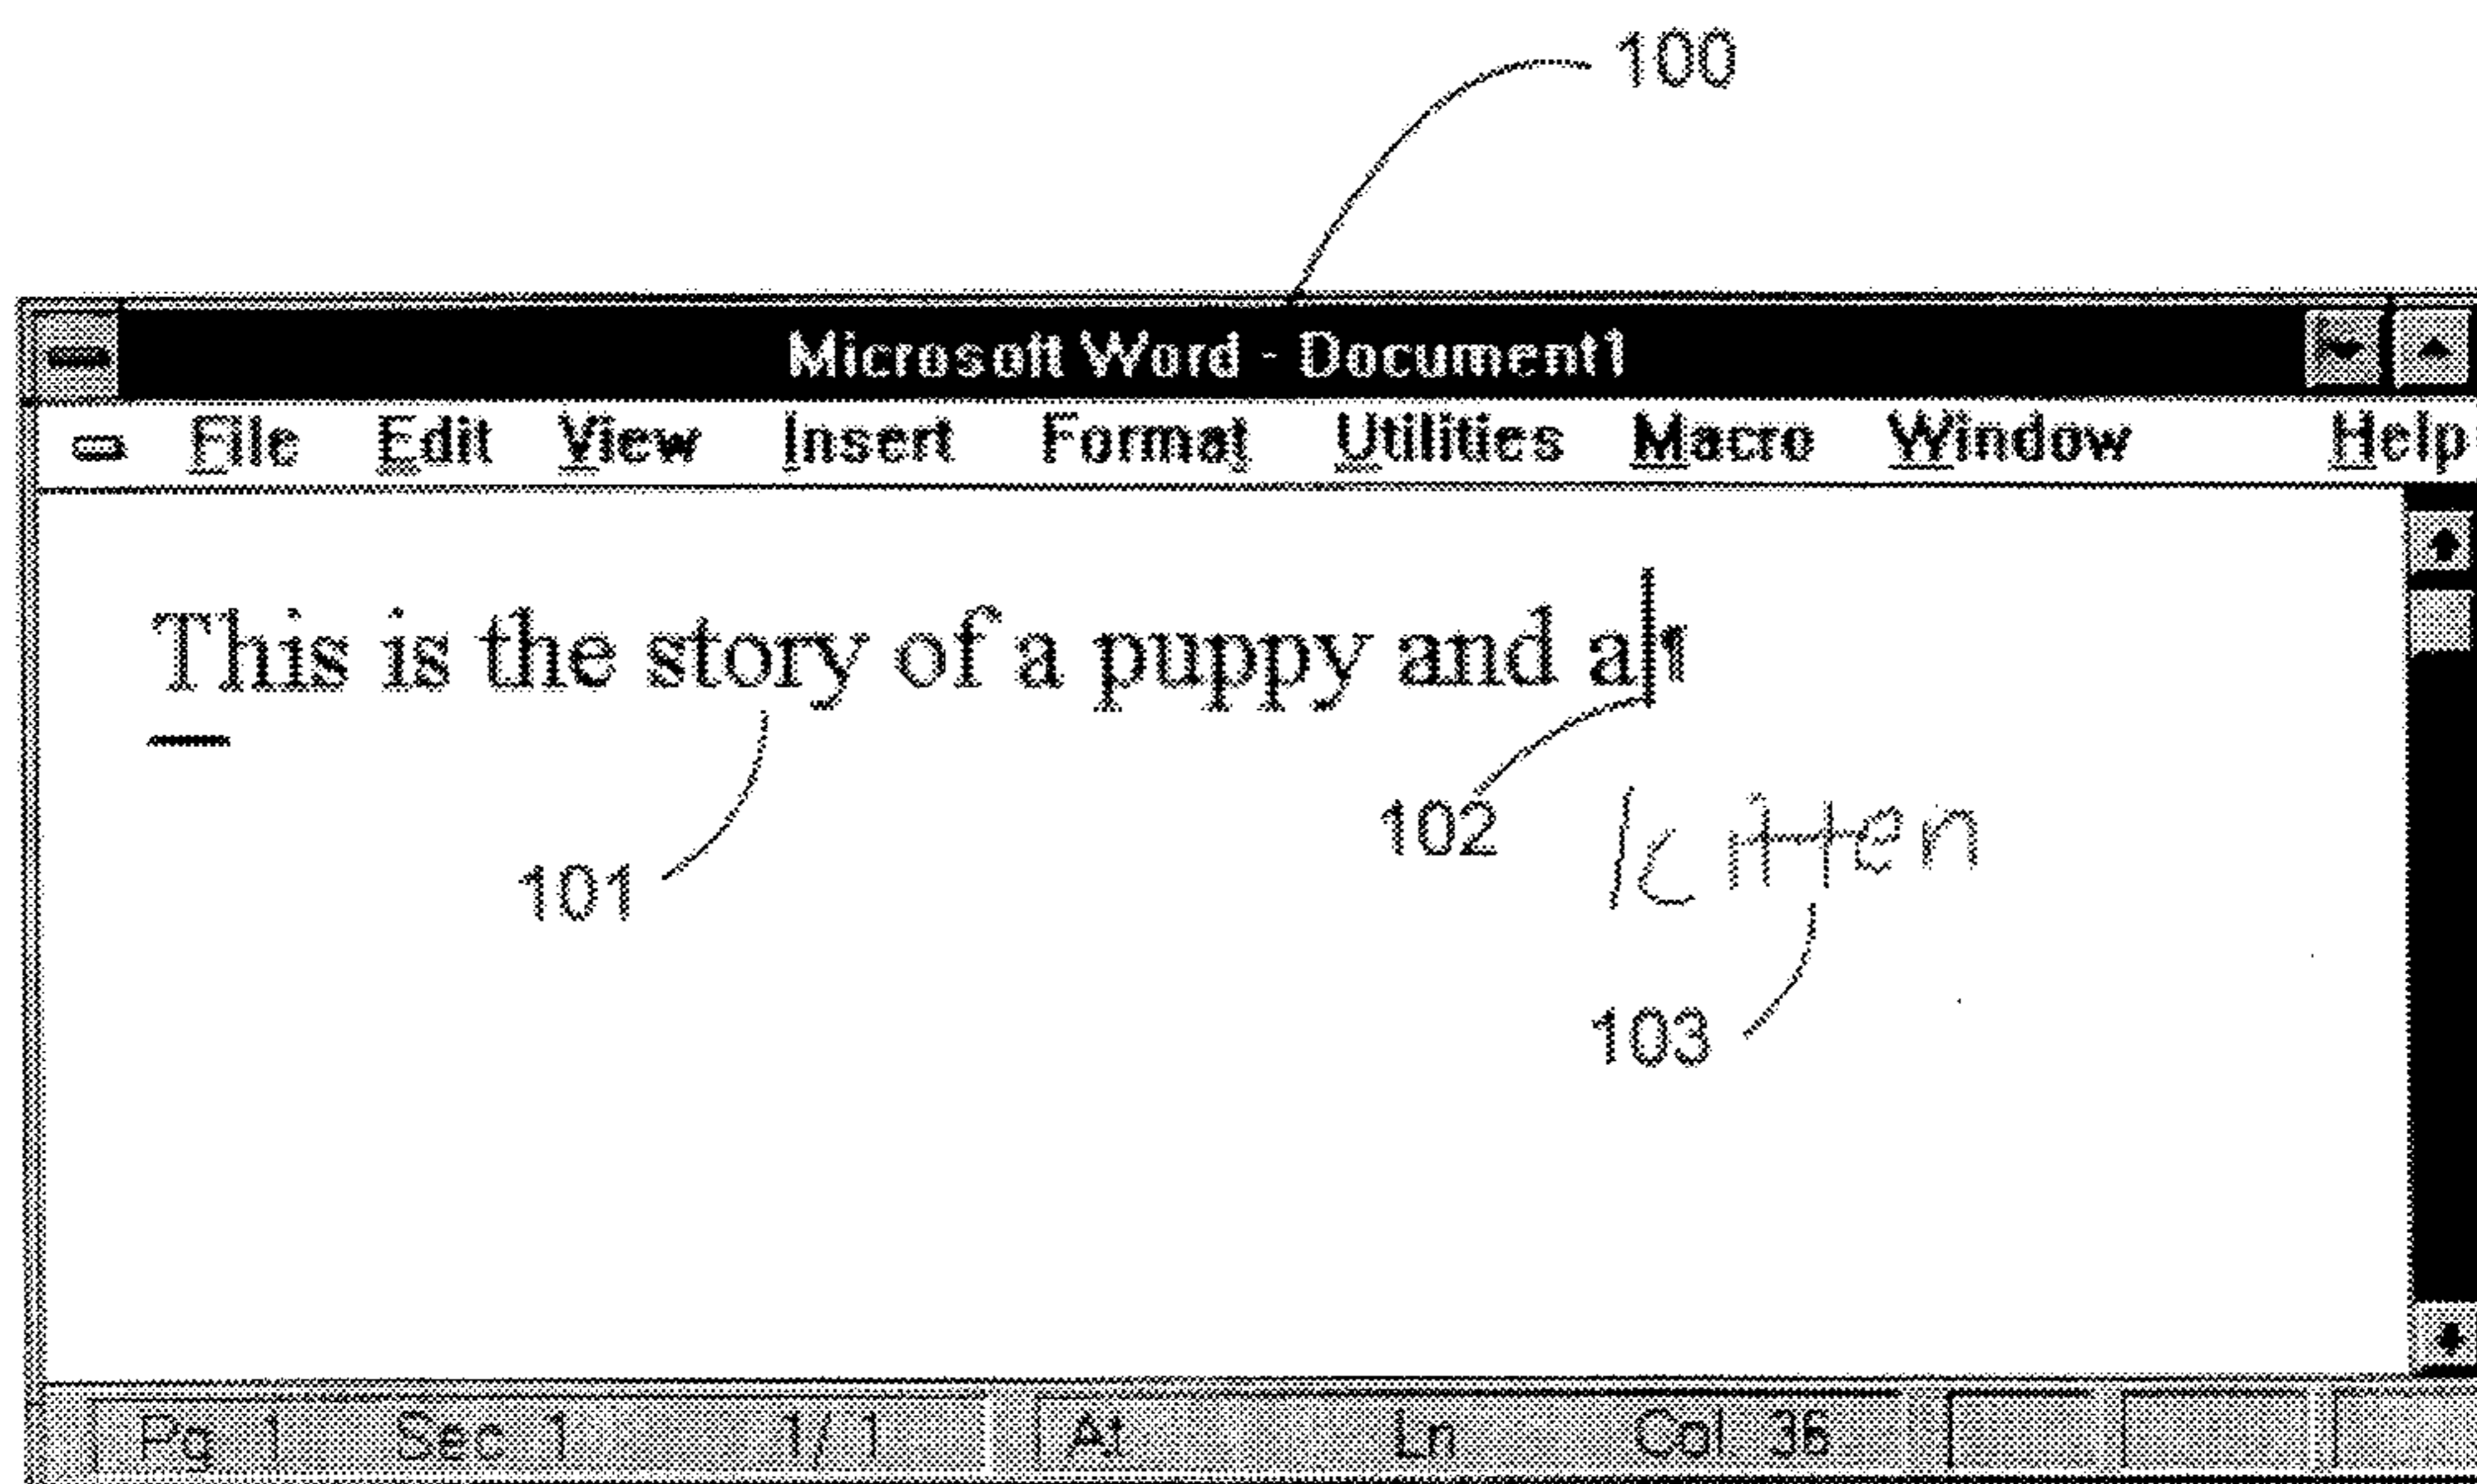 100
Microsoft Word - Document1
File Edit View Insert Format Utilities Macro Window Help
This is the story of a puppy and a¶
102 kitten
101
103
Pg 1 Sec 1 1/1 At Ln Col 36